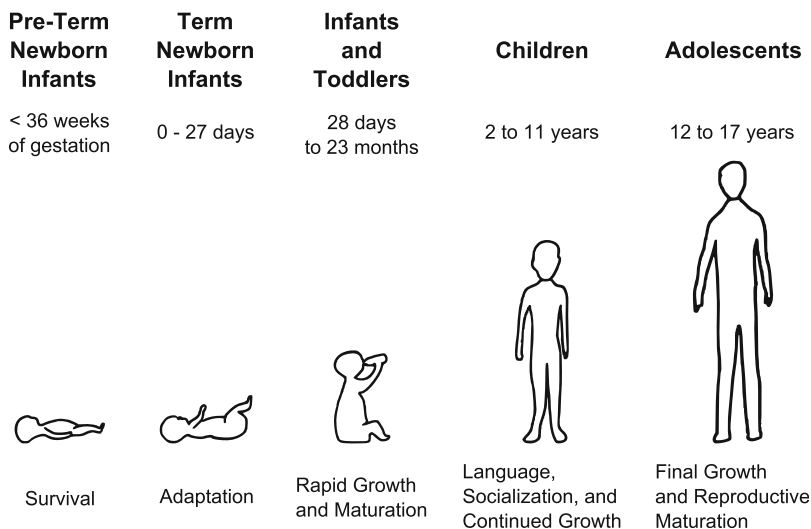 Pre-Term
Newborn
Infants
< 36 weeks
of gestation
Survival
Term
Newborn
Infants
0 - 27 days
Adaptation
Infants
and
Toddlers
28 days
to 23 months
Rapid Growth
and Maturation
Children
2 to 11 years
Language,
Socialization, and
Continued Growth
Adolescents
12 to 17 years
Final Growth
and Reproductive
Maturation